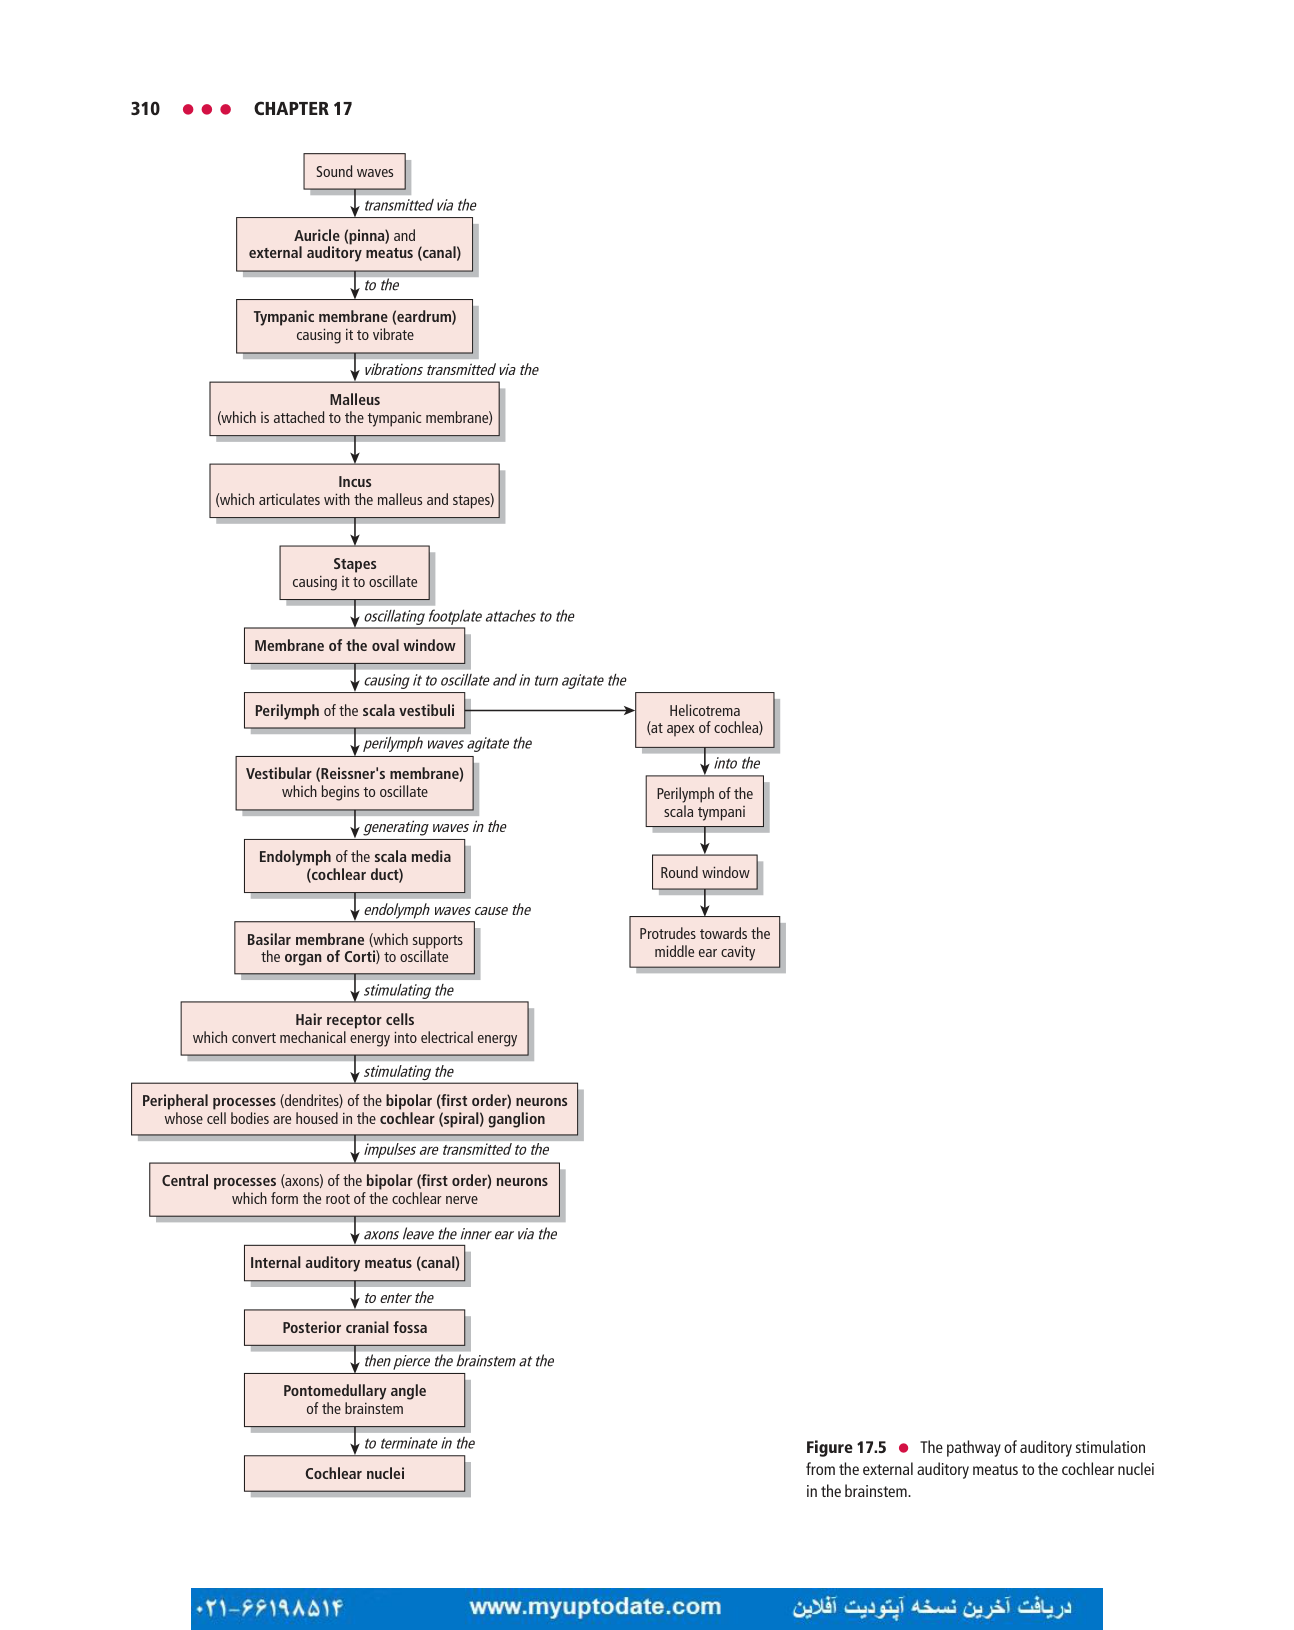 310 ● ● ● CHAPTER 17
Sound waves
transmitted via the
Auricle (pinna) and
external auditory meatus (canal)
to the
Tympanic membrane (eardrum)
causing it to vibrate
vibrations transmitted via the
Malleus
(which is attached to the tympanic membrane)
Incus
(which articulates with the malleus and stapes)
Stapes
causing it to oscillate
oscillating footplate attaches to the
Membrane of the oval window
causing it to oscillate and in turn agitate the
Perilymph of the scala vestibuli
perilymph waves agitate the
Vestibular (Reissner's membrane)
which begins to oscillate
generating waves in the
Endolymph of the scala media
(cochlear duct)
endolymph waves cause the
Basilar membrane (which supports
the organ of Corti) to oscillate
stimulating the
Hair receptor cells
which convert mechanical energy into electrical energy
stimulating the
Peripheral processes (dendrites) of the bipolar (first order) neurons
whose cell bodies are housed in the cochlear (spiral) ganglion
impulses are transmitted to the
Central processes (axons) of the bipolar (first order) neurons
which form the root of the cochlear nerve
axons leave the inner ear via the
Internal auditory meatus (canal)
to enter the
Posterior cranial fossa
then pierce the brainstem at the
Pontomedullary angle
of the brainstem
to terminate in the
Cochlear nuclei
Helicotrema
(at apex of cochlea)
into the
Perilymph of the
scala tympani
Round window
Protrudes towards the
middle ear cavity
Figure 17.5 ● The pathway of auditory stimulation
from the external auditory meatus to the cochlear nuclei
in the brainstem.
۰۲۱-۶۶۱۹۸۵۱۴ www.myuptodate.com دریافت آخرین نسخه آپتودیت آفلاین